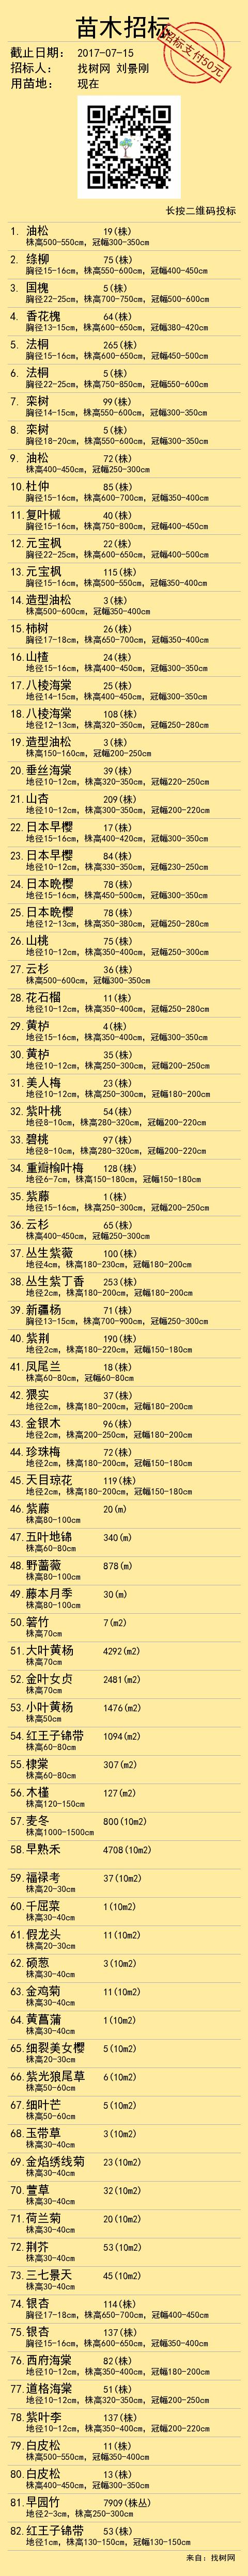 苗木招标
招标支付50元
截止日期: 2017-07-15
招标人: 找树网 刘景刚
用苗地: 现在
长按二维码投标
1. 油松 19(株)
株高500-550cm, 冠幅300-350cm
2. 绦柳 75(株)
胸径15-16cm, 株高550-600cm, 冠幅400-450cm
3. 国槐 5(株)
胸径22-25cm, 株高700-750cm, 冠幅500-600cm
4. 香花槐 64(株)
胸径13-15cm, 株高600-650cm, 冠幅380-420cm
5. 法桐 265(株)
胸径15-16cm, 株高600-650cm, 冠幅450-500cm
6. 法桐 5(株)
胸径22-25cm, 株高750-850cm, 冠幅550-600cm
7. 栾树 99(株)
胸径14-15cm, 株高550-600cm, 冠幅300-350cm
8. 栾树 5(株)
胸径18-20cm, 株高550-600cm, 冠幅300-350cm
9. 油松 72(株)
株高400-450cm, 冠幅250-300cm
10.杜仲 85(株)
胸径15-16cm, 株高600-700cm, 冠幅350-400cm
11.复叶槭 40(株)
胸径15-16cm, 株高750-800cm, 冠幅400-450cm
12.元宝枫 22(株)
胸径22-25cm, 株高600-650cm, 冠幅400-500cm
13.元宝枫 115(株)
胸径15-16cm, 株高500-550cm, 冠幅350-400cm
14.造型油松 3(株)
株高500-600cm, 冠幅350-400cm
15.柿树 26(株)
胸径17-18cm, 株高650-700cm, 冠幅350-400cm
16.山楂 24(株)
地径15-16cm, 株高400-450cm, 冠幅300-350cm
17.八棱海棠 25(株)
地径14-15cm, 株高400-450cm, 冠幅300-350cm
18.八棱海棠 108(株)
地径12-13cm, 株高320-350cm, 冠幅250-280cm
19.造型油松 3(株)
株高150-160cm, 冠幅200-250cm
20.垂丝海棠 39(株)
地径10-12cm, 株高320-350cm, 冠幅220-250cm
21.山杏 209(株)
地径10-12cm, 株高300-350cm, 冠幅200-220cm
22.日本早樱 17(株)
地径15-16cm, 株高400-420cm, 冠幅300-350cm
23.日本早樱 84(株)
地径10-12cm, 株高330-350cm, 冠幅230-250cm
24.日本晚樱 78(株)
地径15-16cm, 株高450-500cm, 冠幅300-350cm
25.日本晚樱 78(株)
地径12-13cm, 株高350-380cm, 冠幅250-280cm
26.山桃 75(株)
地径10-12cm, 株高350-400cm, 冠幅250-300cm
27.云杉 36(株)
株高500-600cm, 冠幅300-350cm
28.花石榴 11(株)
地径10-12cm, 株高350-400cm, 冠幅250-280cm
29.黄栌 4(株)
地径15-16cm, 株高350-400cm, 冠幅300-350cm
30.黄栌 35(株)
地径10-12cm, 株高250-300cm, 冠幅200-250cm
31.美人梅 23(株)
地径10-12cm, 株高250-300cm, 冠幅180-200cm
32.紫叶桃 54(株)
地径8-10cm, 株高280-320cm, 冠幅200-220cm
33.碧桃 97(株)
地径8-10cm, 株高280-320cm, 冠幅200-220cm
34.重瓣榆叶梅 128(株)
地径6-7cm, 株高150-180cm, 冠幅150-180cm
35.紫藤 1(株)
地径15-16cm, 株高250-300cm, 冠幅200-250cm
36.云杉 65(株)
株高400-450cm, 冠幅250-300cm
37.丛生紫薇 100(株)
地径4cm, 株高180-230cm, 冠幅180-200cm
38.丛生紫丁香 253(株)
地径2cm, 株高180-200cm, 冠幅180-200cm
39.新疆杨 71(株)
胸径13-15cm, 株高700-900cm, 冠幅250-300cm
40.紫荆 190(株)
地径2cm, 株高180-220cm, 冠幅150-180cm
41.凤尾兰 18(株)
株高60-80cm, 冠幅60-80cm
42.猥实 37(株)
地径2cm, 株高180-200cm, 冠幅180-200cm
43.金银木 96(株)
地径2cm, 株高200-250cm, 冠幅180-200cm
44.珍珠梅 72(株)
地径2cm, 株高180-200cm, 冠幅150-180cm
45.天目琼花 119(株)
地径2cm, 株高180-200cm, 冠幅150-180cm
46.紫藤 20(m)
株高80-100cm
47.五叶地锦 340(m)
株高60-80cm
48.野蔷薇 878(m)
株高80-100cm
49.藤本月季 30(m)
株高80-100cm
50.箬竹 7(m2)
株高70cm
51.大叶黄杨 4292(m2)
株高70cm
52.金叶女贞 2481(m2)
株高70cm
53.小叶黄杨 1476(m2)
株高50cm
54.红王子锦带 1094(m2)
株高60-80cm
55.棣棠 307(m2)
株高60-80cm
56.木槿 127(m2)
株高120-150cm
57.麦冬 800(10m2)
株高1000-1500cm
58.早熟禾 4708(10m2)
59.福禄考 37(10m2)
株高20-30cm
60.千屈菜 1(10m2)
株高30-40cm
61.假龙头 11(10m2)
株高20-30cm
62.硕葱 3(10m2)
株高30-40cm
63.金鸡菊 11(10m2)
株高30-40cm
64.黄菖蒲 1(10m2)
株高30-40cm
65.细裂美女樱 5(10m2)
株高20-30cm
66.紫光狼尾草 6(10m2)
株高50-60cm
67.细叶芒 5(10m2)
株高50-60cm
68.玉带草 3(10m2)
株高30-40cm
69.金焰绣线菊 23(10m2)
株高30-40cm
70.萱草 32(10m2)
株高30-40cm
71.荷兰菊 20(10m2)
株高30-40cm
72.荆芥 53(10m2)
株高30-40cm
73.三七景天 45(10m2)
株高30-40cm
74.银杏 114(株)
胸径17-18cm, 株高650-700cm, 冠幅400-450cm
75.银杏 137(株)
胸径15-16cm, 株高600-650cm, 冠幅350-400cm
76.西府海棠 82(株)
地径10-12cm, 株高350-400cm, 冠幅180-200cm
77.道格海棠 51(株)
地径10-12cm, 株高320-350cm, 冠幅200-250cm
78.紫叶李 137(株)
地径10-12cm, 株高350-400cm, 冠幅200-220cm
79.白皮松 11(株)
株高500-550cm, 冠幅350-400cm
80.白皮松 13(株)
株高400-450cm, 冠幅300-350cm
81.早园竹 7909(株丛)
地径2-3cm, 株高250-300cm
82.红王子锦带 53(株)
地径1cm, 株高130-150cm, 冠幅130-150cm
来自: 找树网